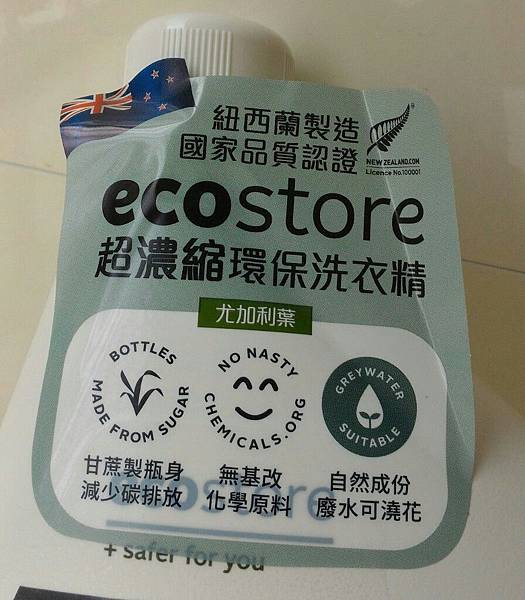 紐西蘭製造
國家品質認證
NEWZEALAND.COM
Licence No.100001
ecostore
超濃縮環保洗衣精
尤加利葉
BOTTLES
MADE FROM SUGAR
NO NASTY
CHEMICALS.ORG
GREYWATER
SUITABLE
甘蔗製瓶身
減少碳排放
無基改
化學原料
自然成份
廢水可澆花
ecostore
+ safer for you